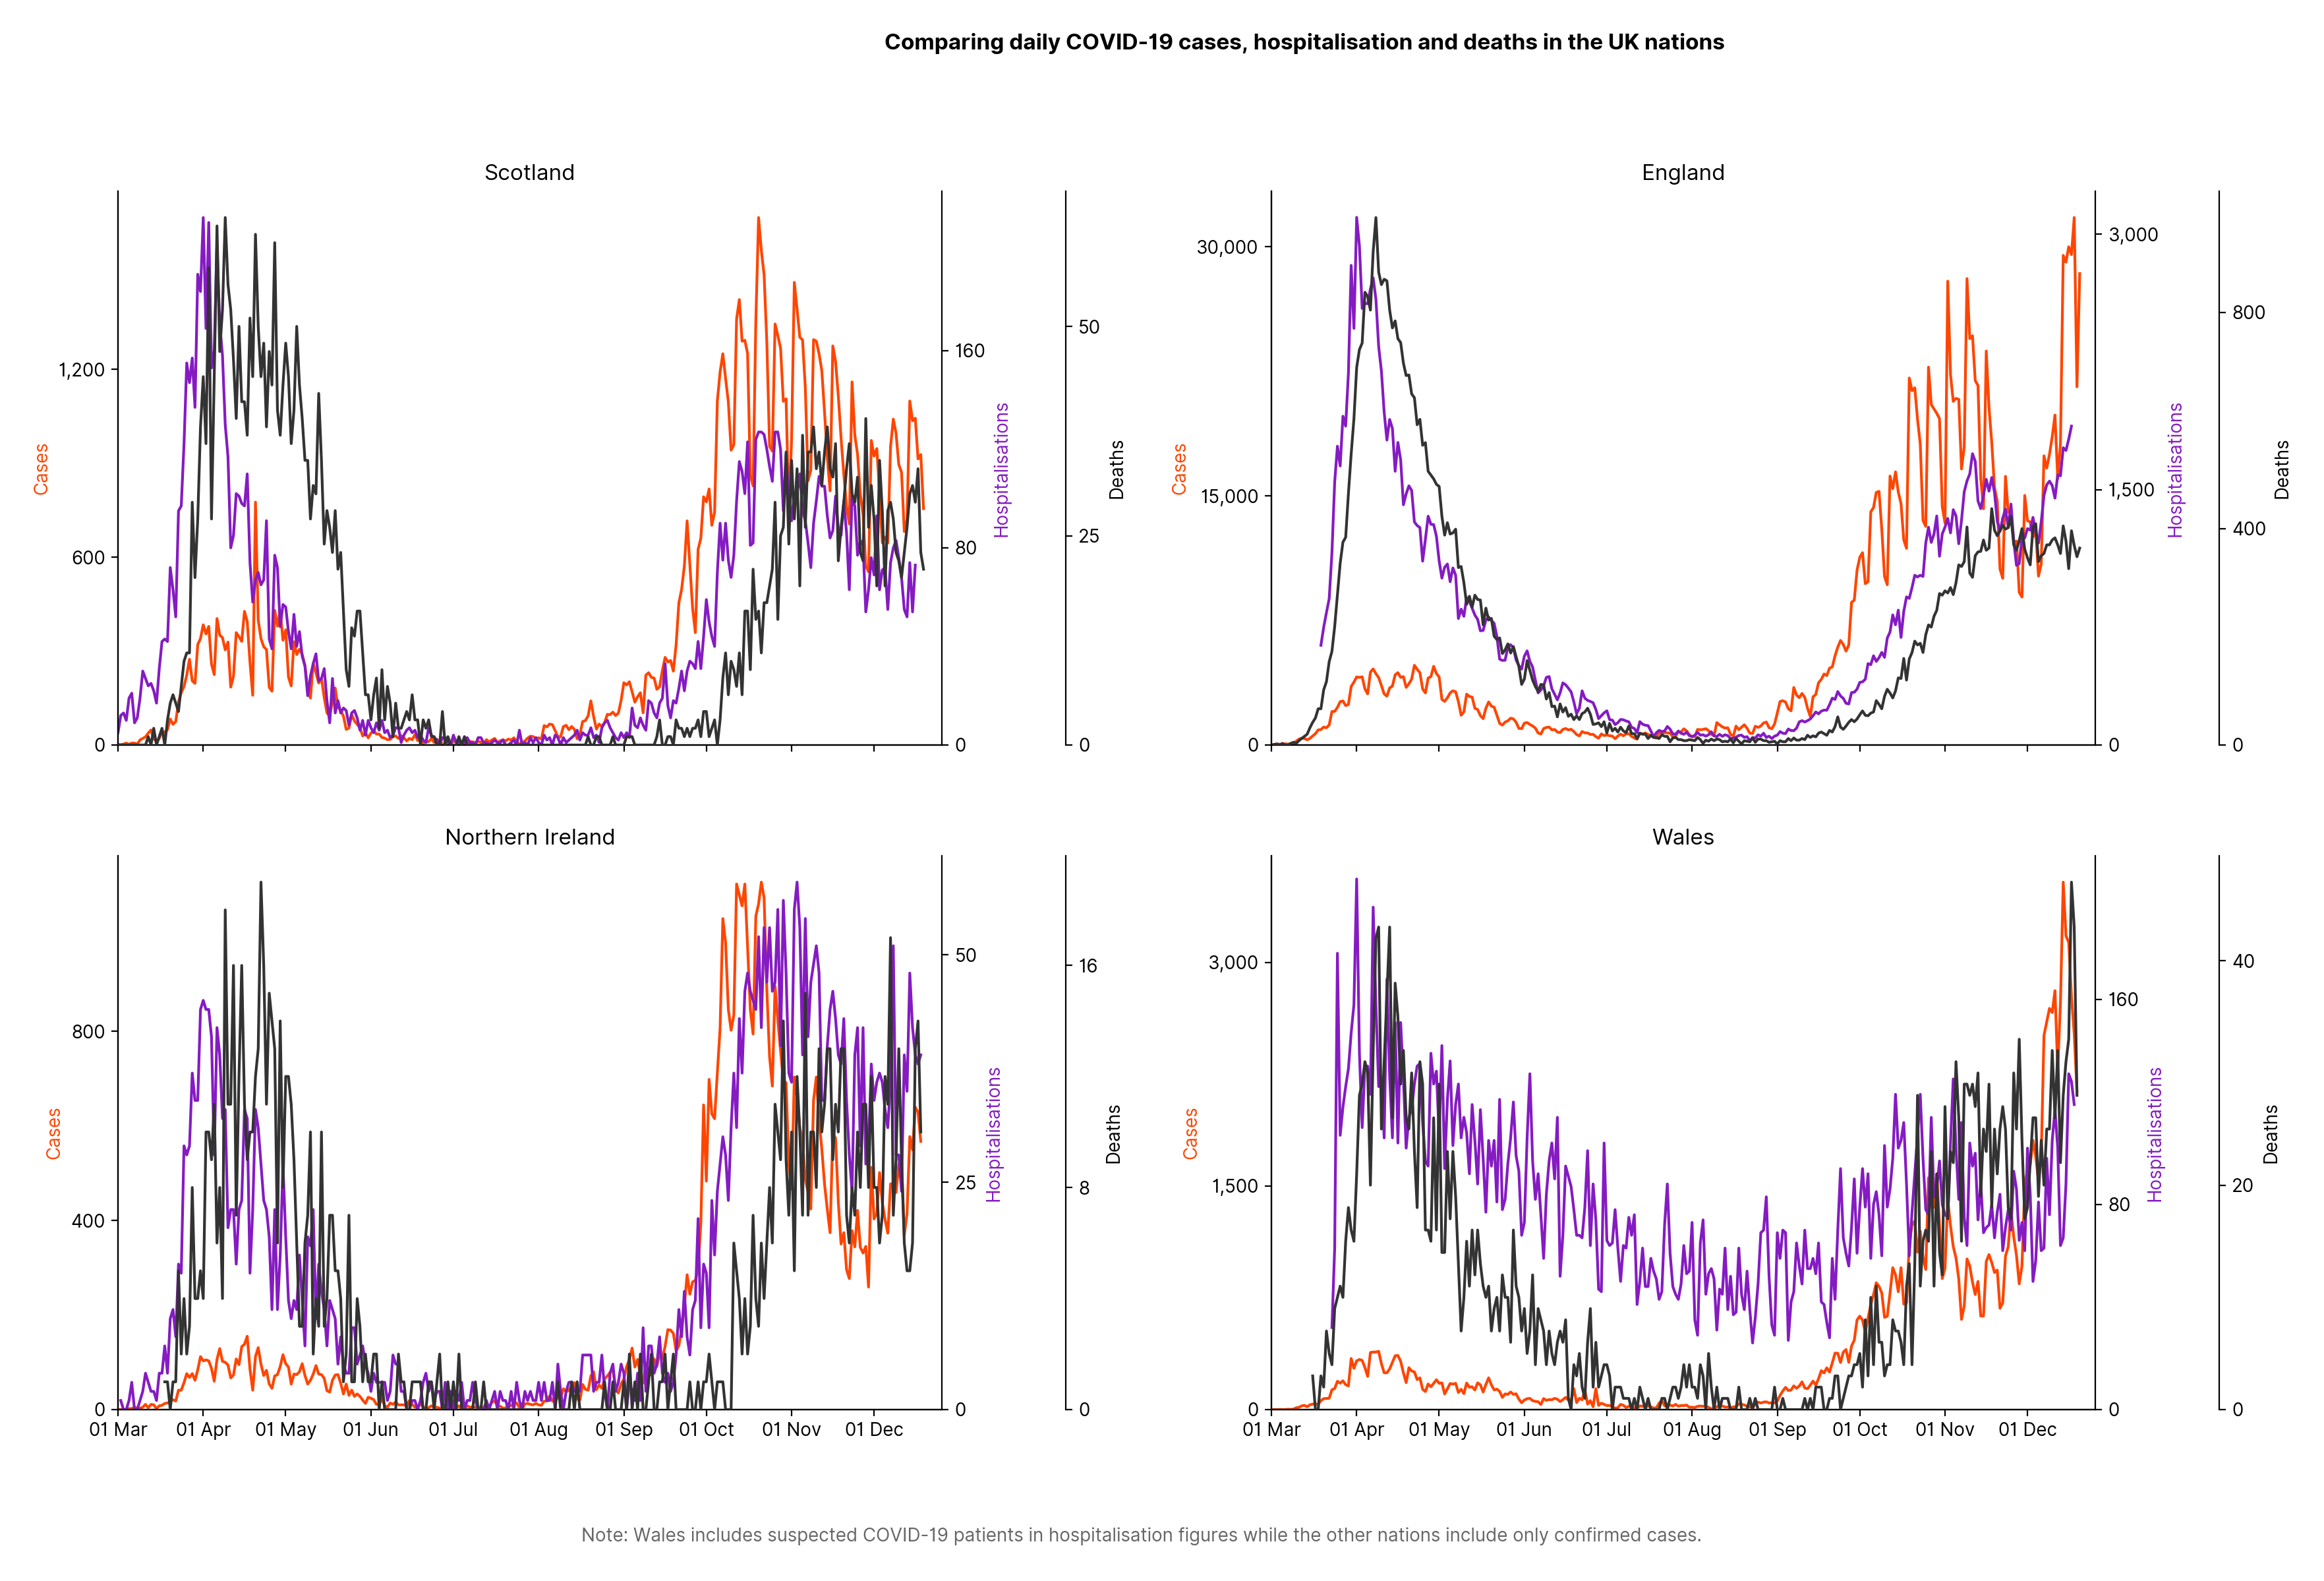 Comparing daily COVID-19 cases, hospitalisation and deaths in the UK nations
Scotland
1,200
600
0
Cases
160
80
0
Hospitalisations
50
25
0
Deaths
England
30,000
15,000
0
Cases
3,000
1,500
0
Hospitalisations
800
400
0
Deaths
Northern Ireland
800
400
0
Cases
50
25
0
Hospitalisations
16
8
0
Deaths
01 Mar 01 Apr 01 May 01 Jun 01 Jul 01 Aug 01 Sep 01 Oct 01 Nov 01 Dec
Wales
3,000
1,500
0
Cases
160
80
0
Hospitalisations
40
20
0
Deaths
01 Mar 01 Apr 01 May 01 Jun 01 Jul 01 Aug 01 Sep 01 Oct 01 Nov 01 Dec
Note: Wales includes suspected COVID-19 patients in hospitalisation figures while the other nations include only confirmed cases.